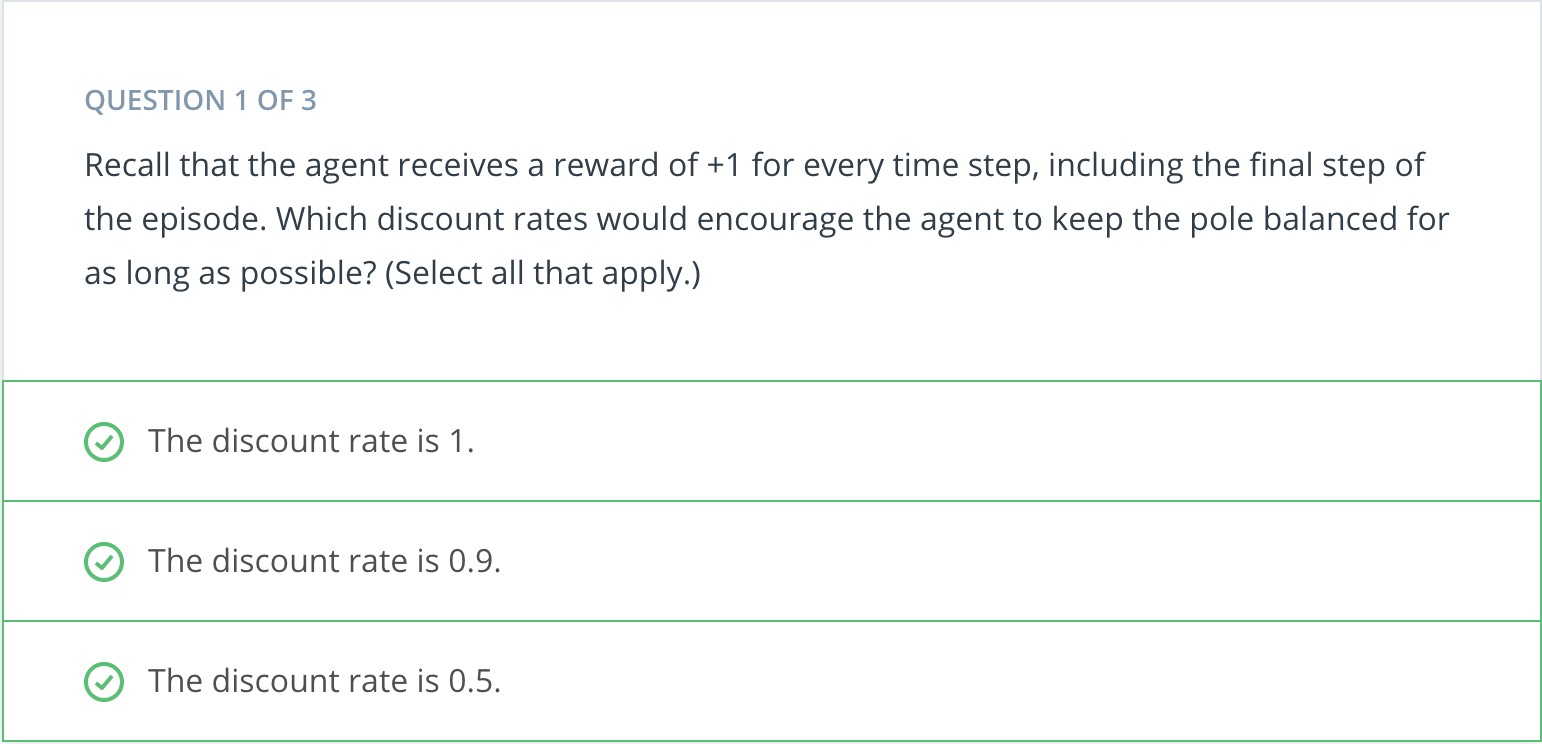 QUESTION 1 OF 3
Recall that the agent receives a reward of +1 for every time step, including the final step of
the episode. Which discount rates would encourage the agent to keep the pole balanced for
as long as possible? (Select all that apply.)
The discount rate is 1.
The discount rate is 0.9.
The discount rate is 0.5.